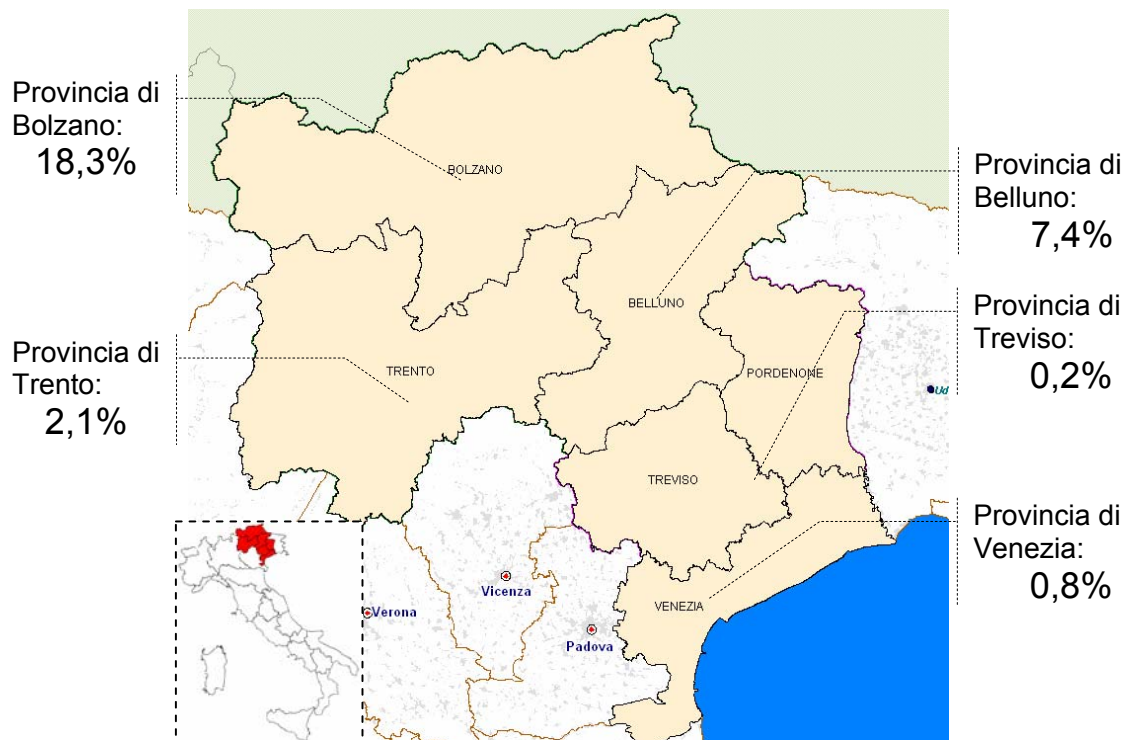 Provincia di
Bolzano:
18,3%
Provincia di
Trento:
2,1%
BOLZANO
BELLUNO
TRENTO
PORDENONE
TREVISO
VENEZIA
Vicenza
Verona
Padova
Ud
Provincia di
Belluno:
7,4%
Provincia di
Treviso:
0,2%
Provincia di
Venezia:
0,8%